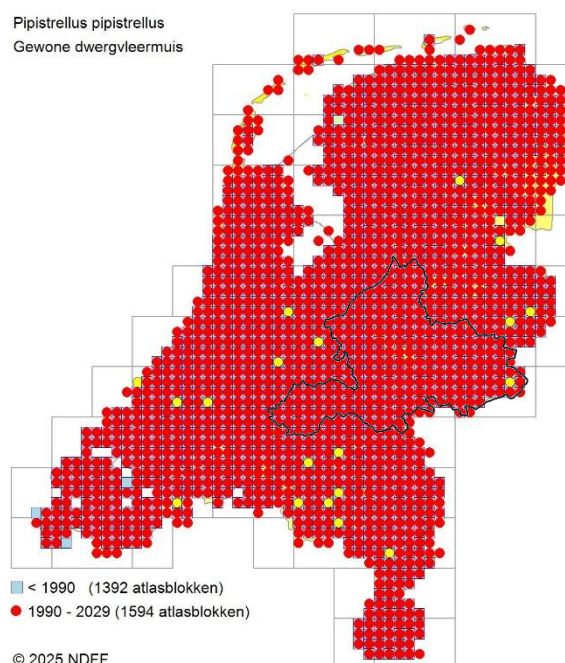 Pipistrellus pipistrellus
Gewone dwergvleermuis
< 1990 (1392 atlasblokken)
1990 - 2029 (1594 atlasblokken)
© 2025 NDFF